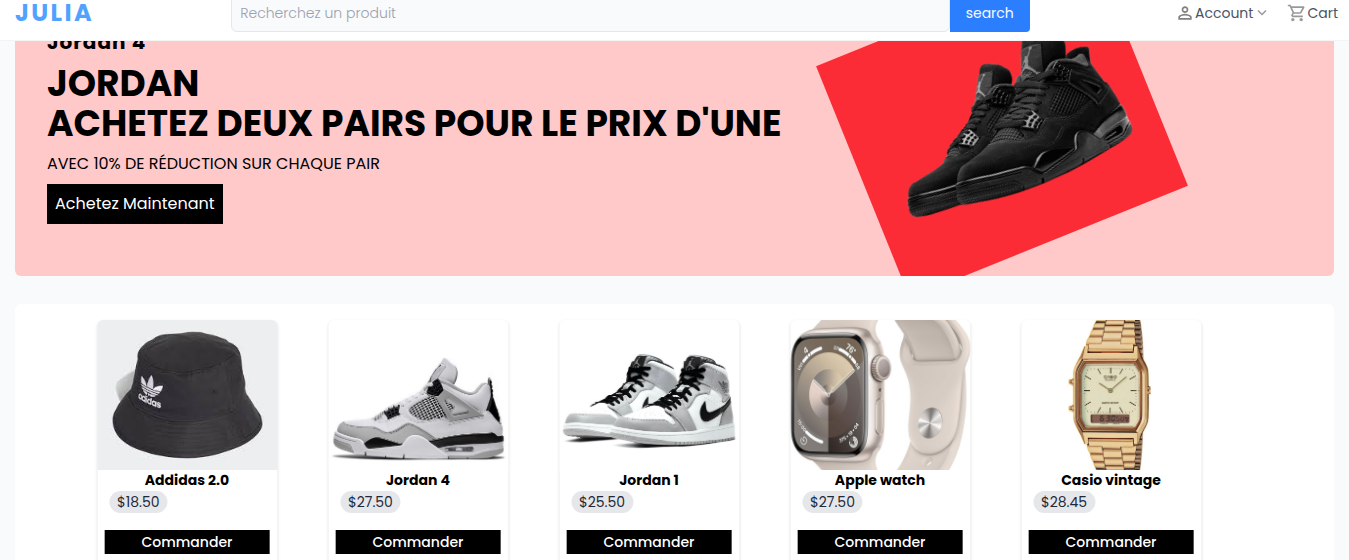 JULIA
Recherchez un produit
search
Account
Cart
Jordan 4
JORDAN
ACHETEZ DEUX PAIRS POUR LE PRIX D'UNE
AVEC 10% DE RÉDUCTION SUR CHAQUE PAIR
Achetez Maintenant
adidas
Addidas 2.0
$18.50
Commander
Jordan 4
$27.50
Commander
Jordan 1
$25.50
Commander
Apple watch
$27.50
Commander
CASIO
Casio vintage
$28.45
Commander